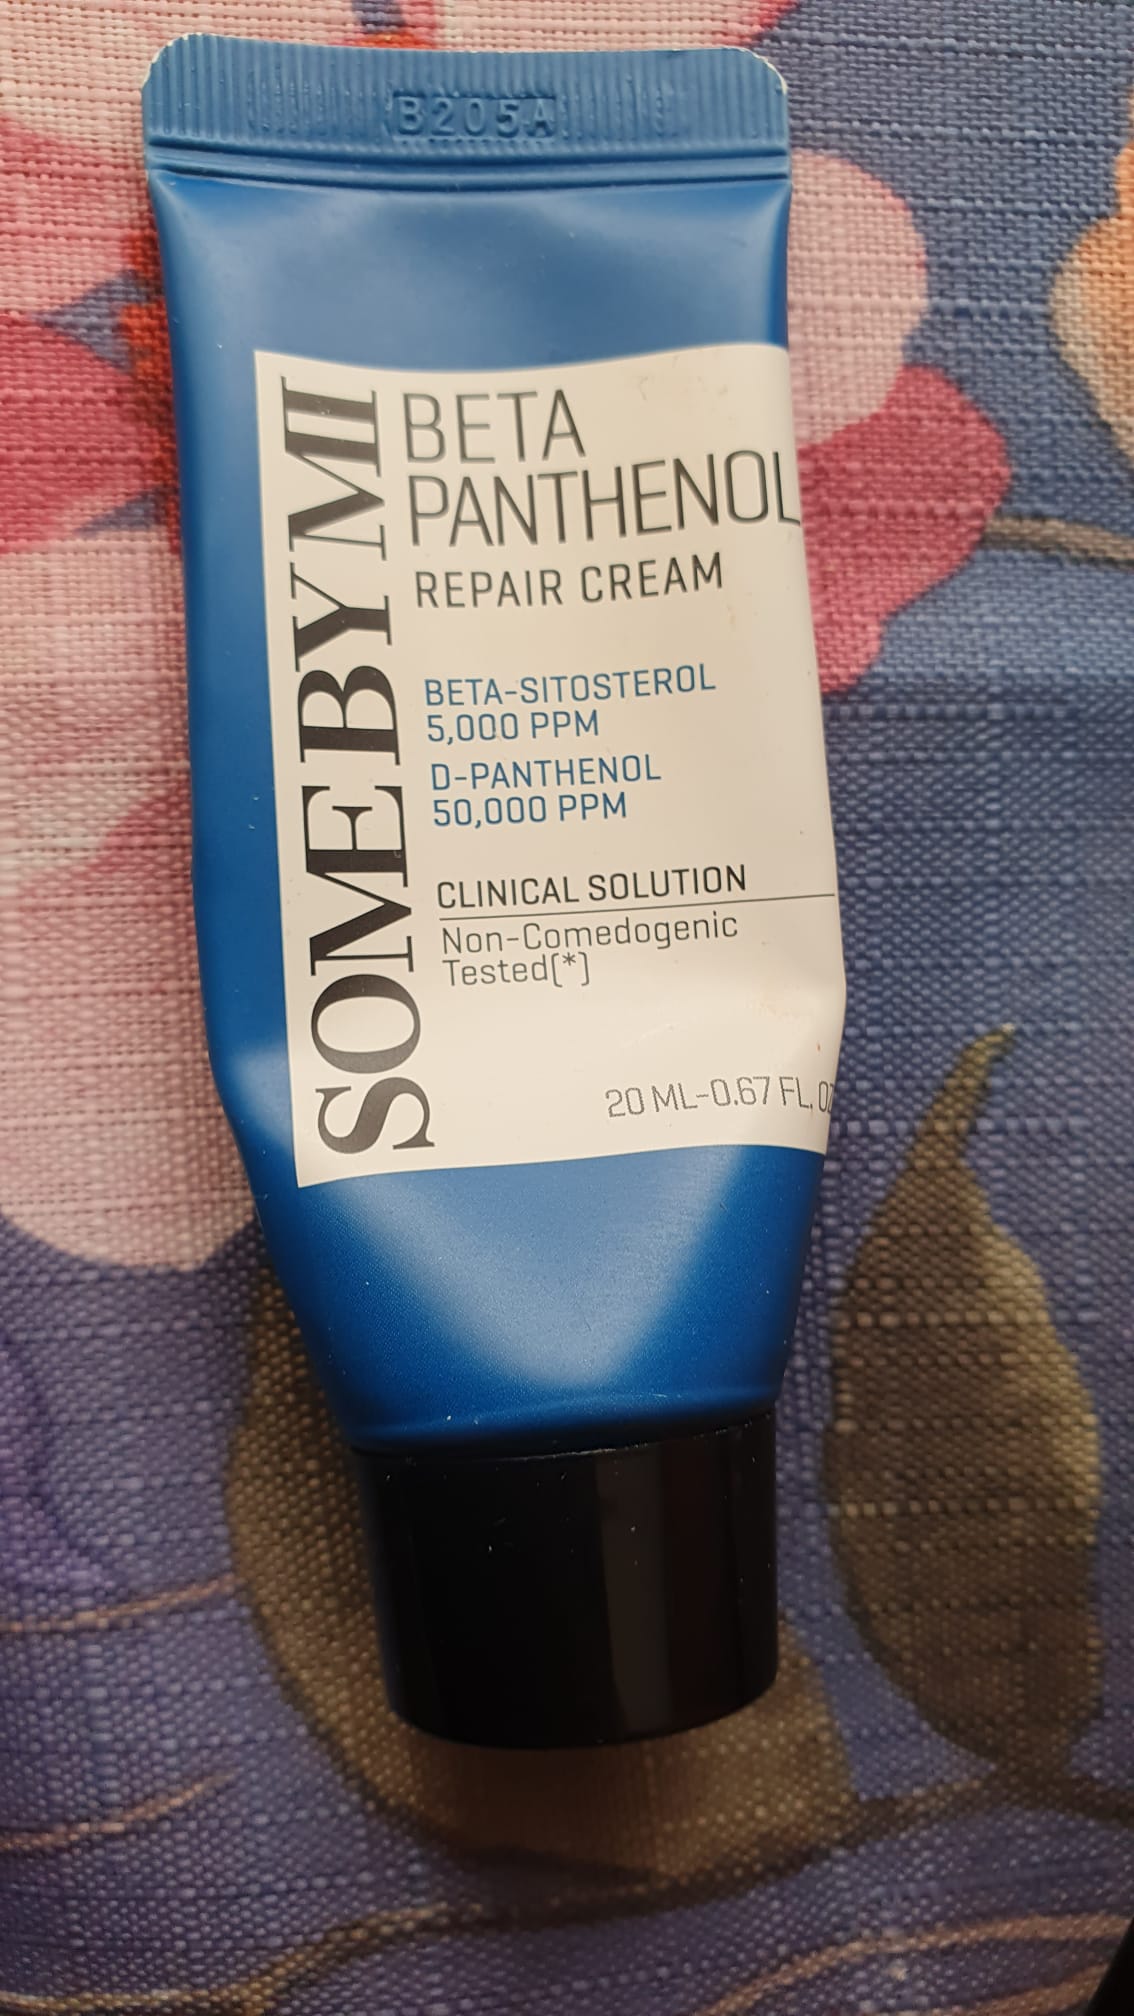 B205A
SOMEBYMI
BETA
PANTHENOL
REPAIR CREAM
BETA-SITOSTEROL
5,000 PPM
D-PANTHENOL
50,000 PPM
CLINICAL SOLUTION
Non-Comedogenic
Tested(*)
20 ML-0.67 FL. OZ